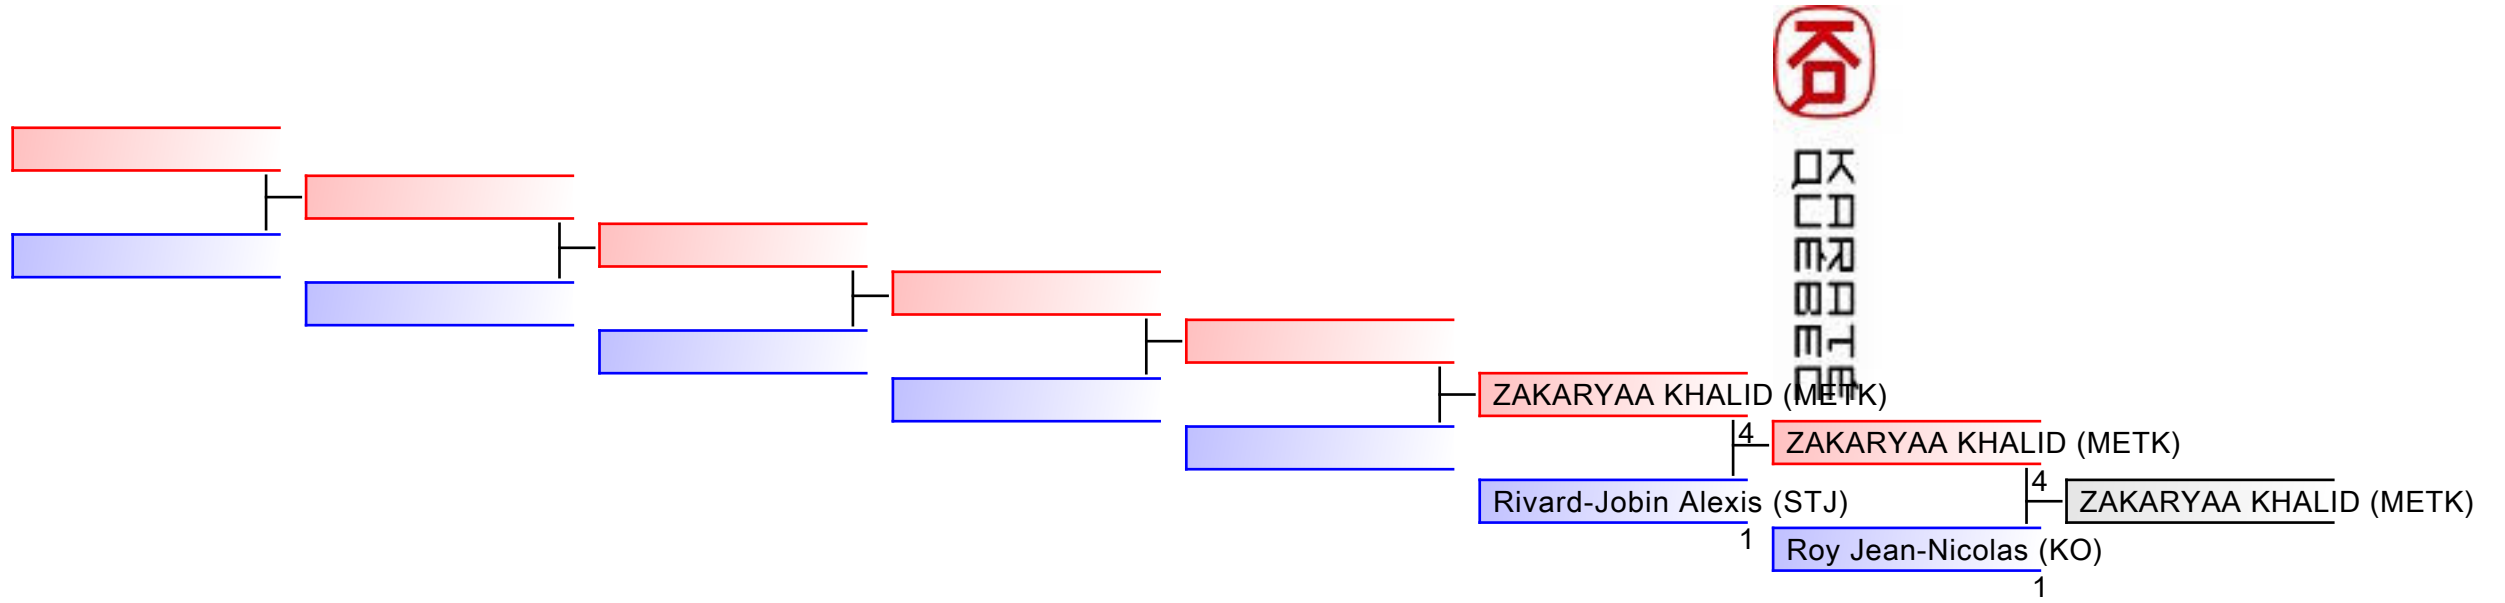 KARATE
QUEBEC
ZAKARYAA KHALID (METK)
4
ZAKARYAA KHALID (METK)
4
Rivard-Jobin Alexis (STJ)
ZAKARYAA KHALID (METK)
1
Roy Jean-Nicolas (KO)
1